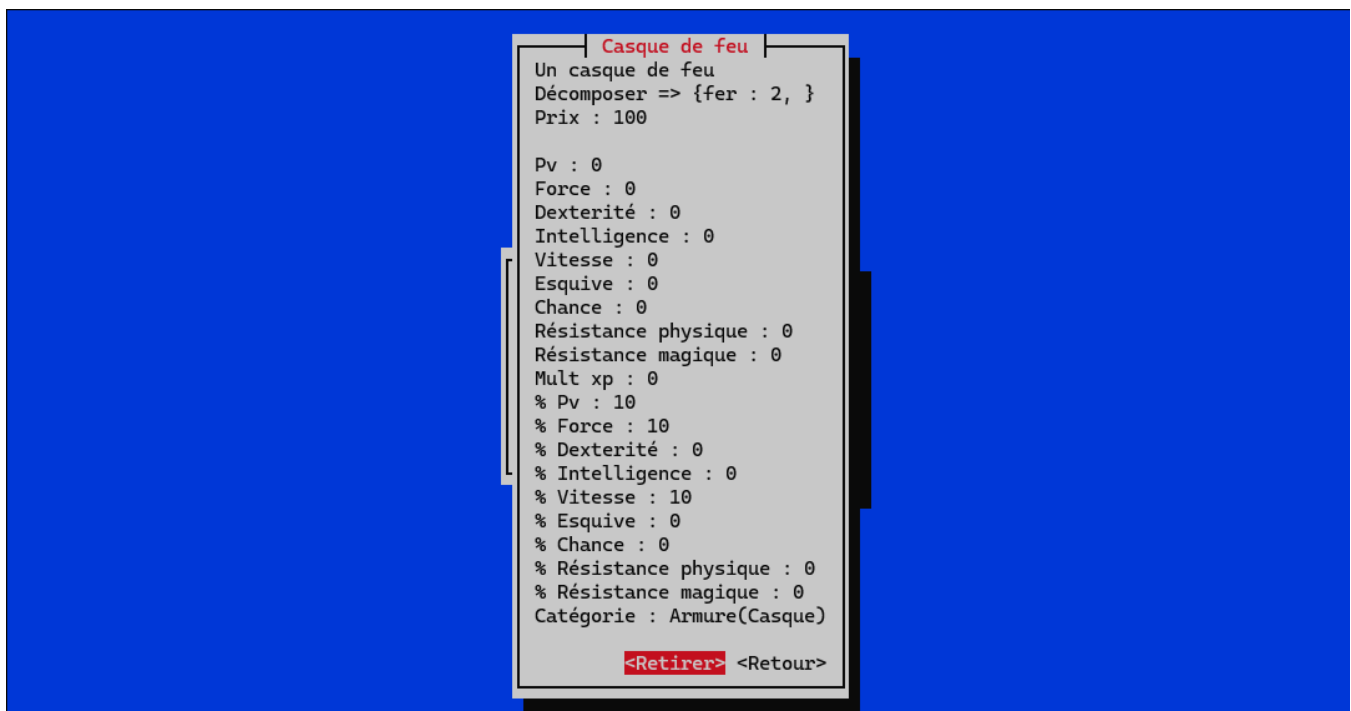 Casque de feu
Un casque de feu
Décomposer => {fer : 2, }
Prix : 100
Pv : 0
Force : 0
Dexterité : 0
Intelligence : 0
Vitesse : 0
Esquive : 0
Chance : 0
Résistance physique : 0
Résistance magique : 0
Mult xp : 0
% Pv : 10
% Force : 10
% Dexterité : 0
% Intelligence : 0
% Vitesse : 10
% Esquive : 0
% Chance : 0
% Résistance physique : 0
% Résistance magique : 0
Catégorie : Armure(Casque)
<Retirer> <Retour>